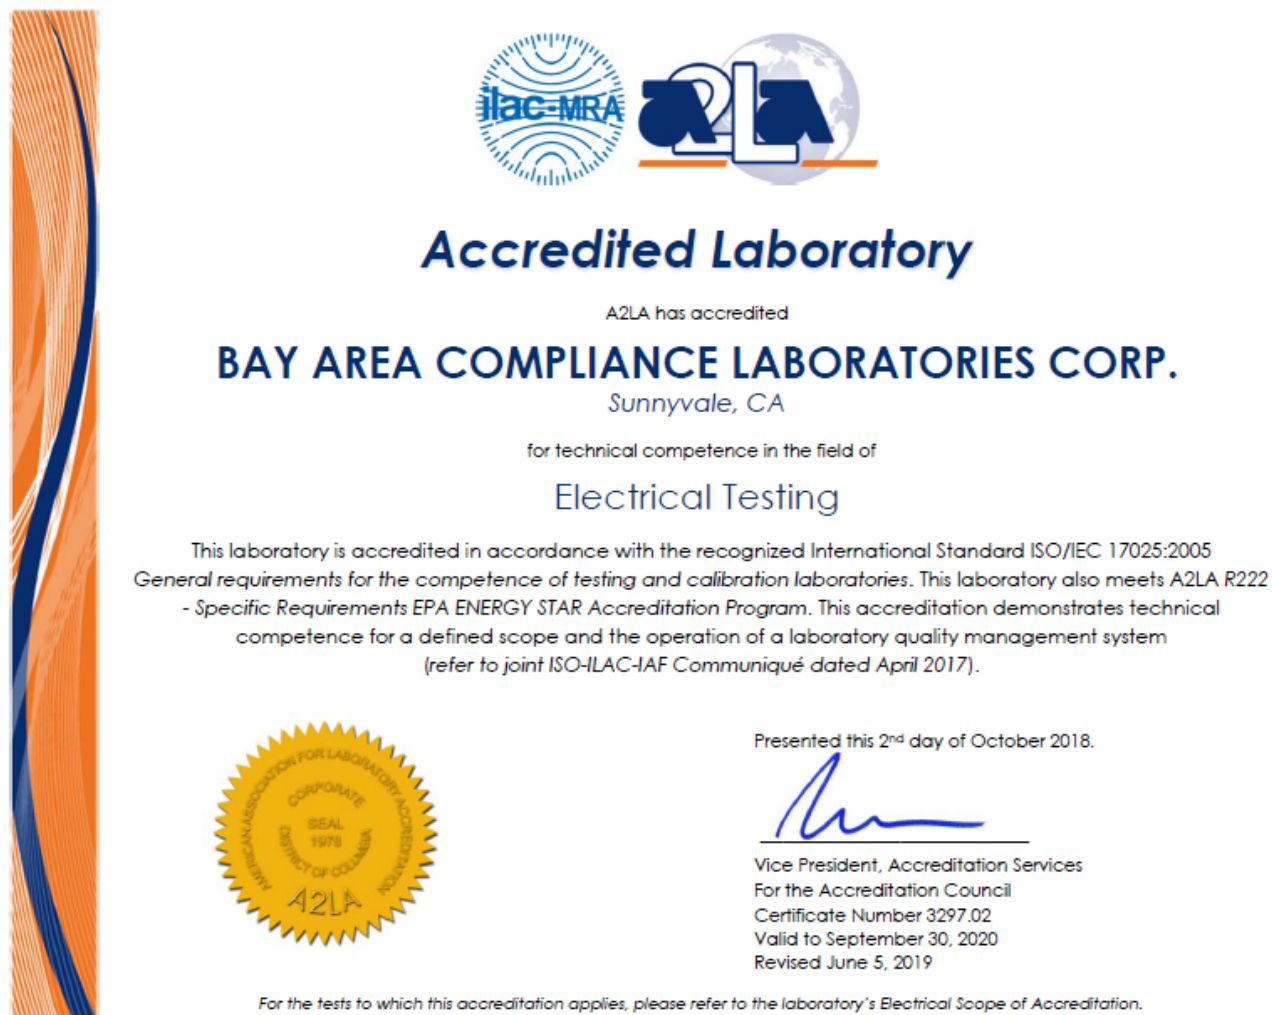 ilac-MRA
A2LA
Accredited Laboratory
A2LA has accredited
BAY AREA COMPLIANCE LABORATORIES CORP.
Sunnyvale, CA
for technical competence in the field of
Electrical Testing
This laboratory is accredited in accordance with the recognized International Standard ISO/IEC 17025:2005
General requirements for the competence of testing and calibration laboratories. This laboratory also meets A2LA R222
- Specific Requirements EPA ENERGY STAR Accreditation Program. This accreditation demonstrates technical
competence for a defined scope and the operation of a laboratory quality management system
(refer to joint ISO-ILAC-IAF Communiqué dated April 2017).
AMERICAN ASSOCIATION FOR LABORATORY ACCREDITATION
CORPORATE
SEAL
1978
DISTRICT OF COLUMBIA
A2LA
Presented this 2nd day of October 2018.
Vice President, Accreditation Services
For the Accreditation Council
Certificate Number 3297.02
Valid to September 30, 2020
Revised June 5, 2019
For the tests to which this accreditation applies, please refer to the laboratory's Electrical Scope of Accreditation.